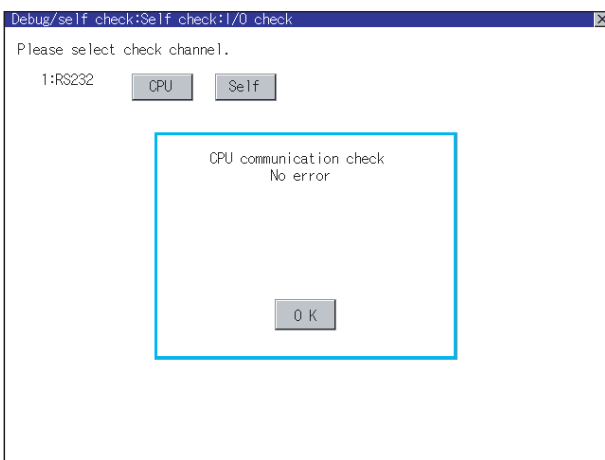 Debug/self check:Self check:I/O check
Please select check channel.
1:RS232 CPU Self
CPU communication check
No error
O K